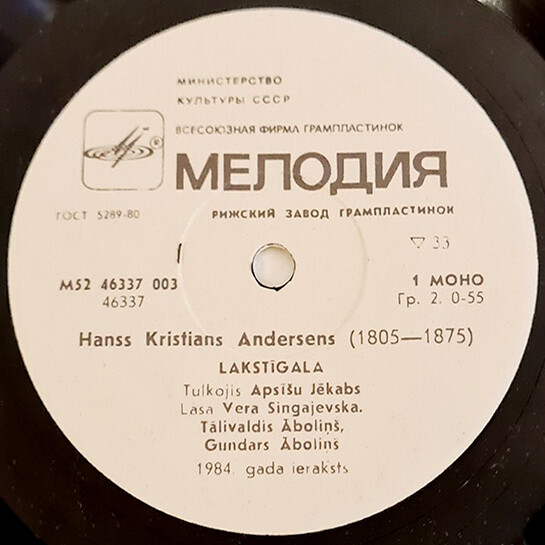 МИНИСТЕРСТВО
КУЛЬТУРЫ СССР
ВСЕСОЮЗНАЯ ФИРМА ГРАМПЛАСТИНОК
® МЕЛОДИЯ
ГОСТ 5289-80
РИЖСКИЙ ЗАВОД ГРАМПЛАСТИНОК
▽ 33
М52 46337 003
1 МОНО
46337
Гр. 2. 0-55
Hanss Kristians Andersens (1805—1875)
LAKSTĪGALA
Tulkojis Apsīšu Jēkabs
Lasa Vera Singajevska.
Tālivaldis Āboliņš,
Gundars Āboliņš
1984. gada ieraksts